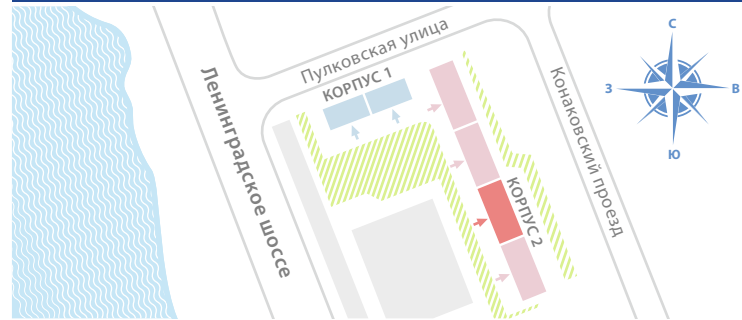 Пулковская улица
КОРПУС 1
Ленинградское шоссе
Конаковский проезд
КОРПУС 2
С
З
В
Ю